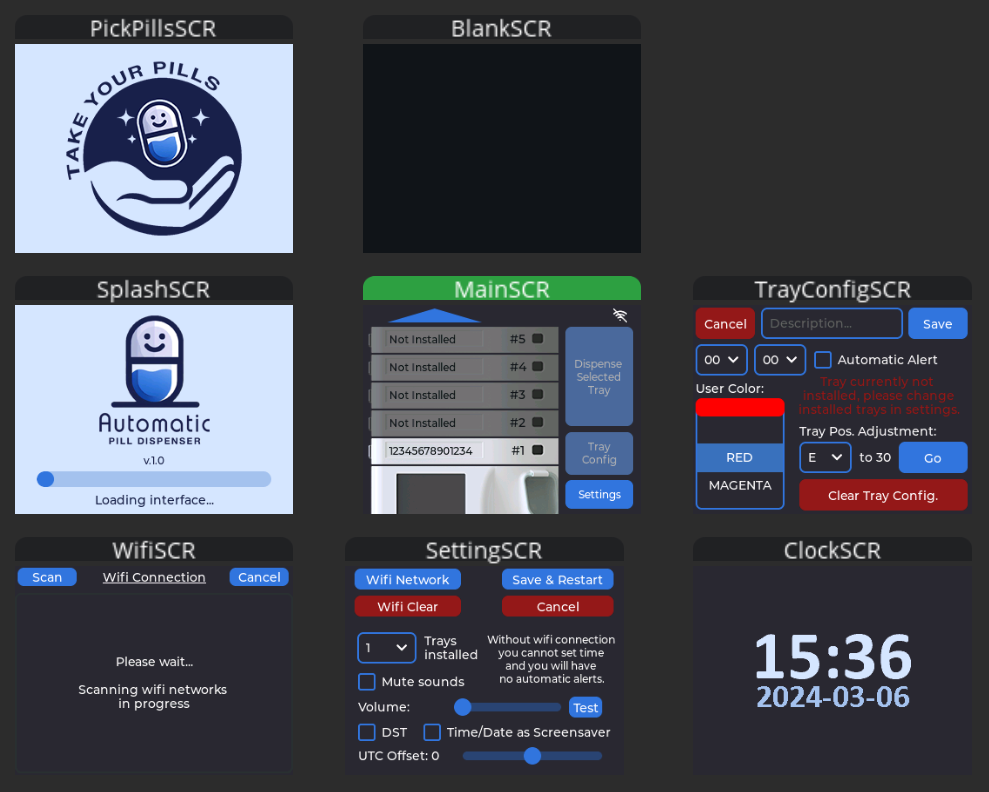 PickPillsSCR
TAKE YOUR PILLS
BlankSCR
SplashSCR
Automatic
PILL DISPENSER
v.1.0
Loading interface...
MainSCR
Not Installed #5
Not Installed #4
Not Installed #3
Not Installed #2
12345678901234 #1
Dispense
Selected
Tray
Tray
Config
Settings
TrayConfigSCR
Cancel
Description...
Save
00
00
Automatic Alert
User Color:
Tray currently not
installed, please change
installed trays in settings.
RED
MAGENTA
Tray Pos. Adjustment:
E
to 30
Go
Clear Tray Config.
WifiSCR
Scan
Wifi Connection
Cancel
Please wait...
Scanning wifi networks
in progress
SettingSCR
Wifi Network
Save & Restart
Wifi Clear
Cancel
1
Trays
installed
Without wifi connection
you cannot set time
and you will have
no automatic alerts.
Mute sounds
Volume:
Test
DST
Time/Date as Screensaver
UTC Offset: 0
ClockSCR
15:36
2024-03-06